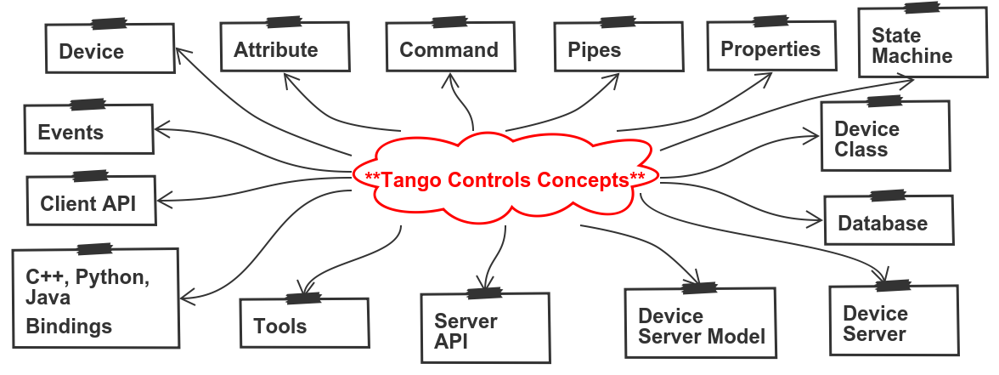 Device
Attribute
Command
Pipes
Properties
State
Machine
Events
Device
Class
**Tango Controls Concepts**
Client API
Database
C++, Python,
Java
Bindings
Tools
Server
API
Device
Server Model
Device
Server